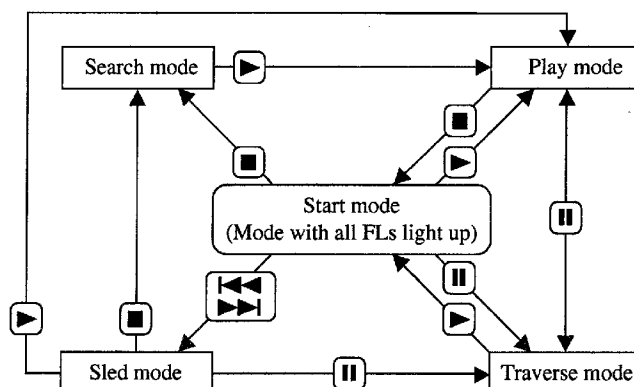 Search mode
Play mode
Start mode
(Mode with all FLs light up)
Sled mode
Traverse mode